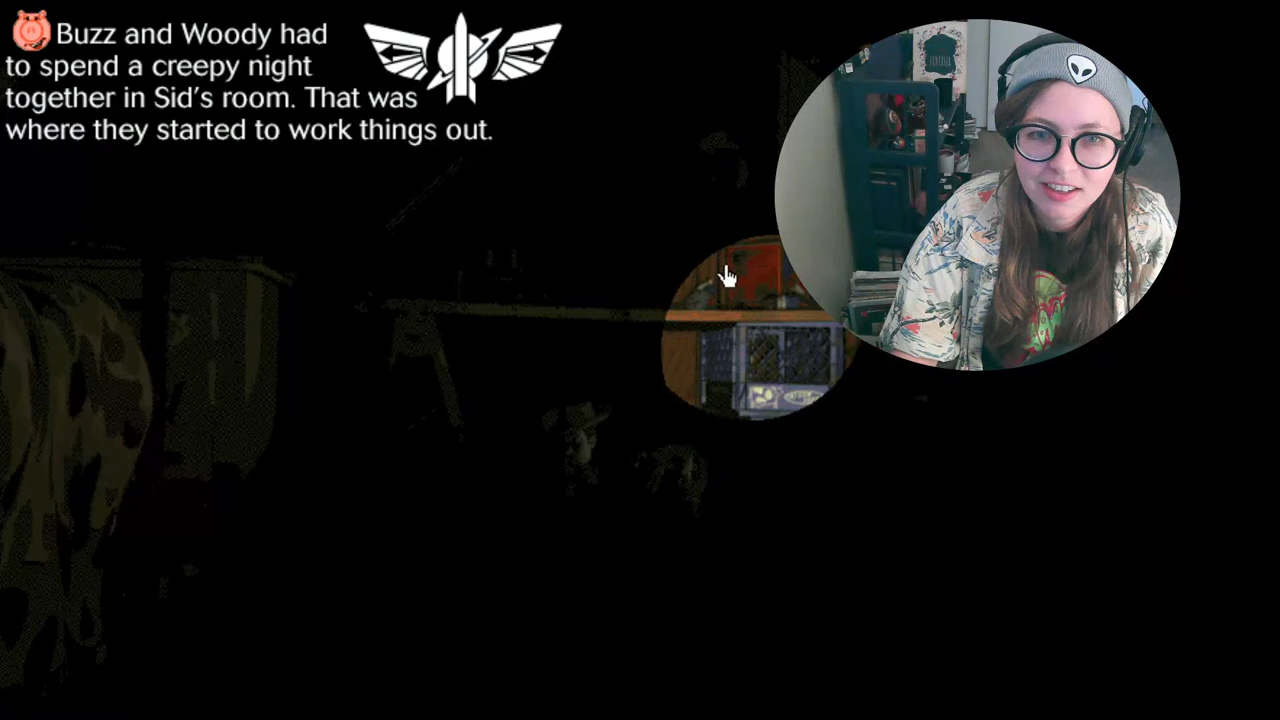 Buzz and Woody had
to spend a creepy night
together in Sid's room. That was
where they started to work things out.